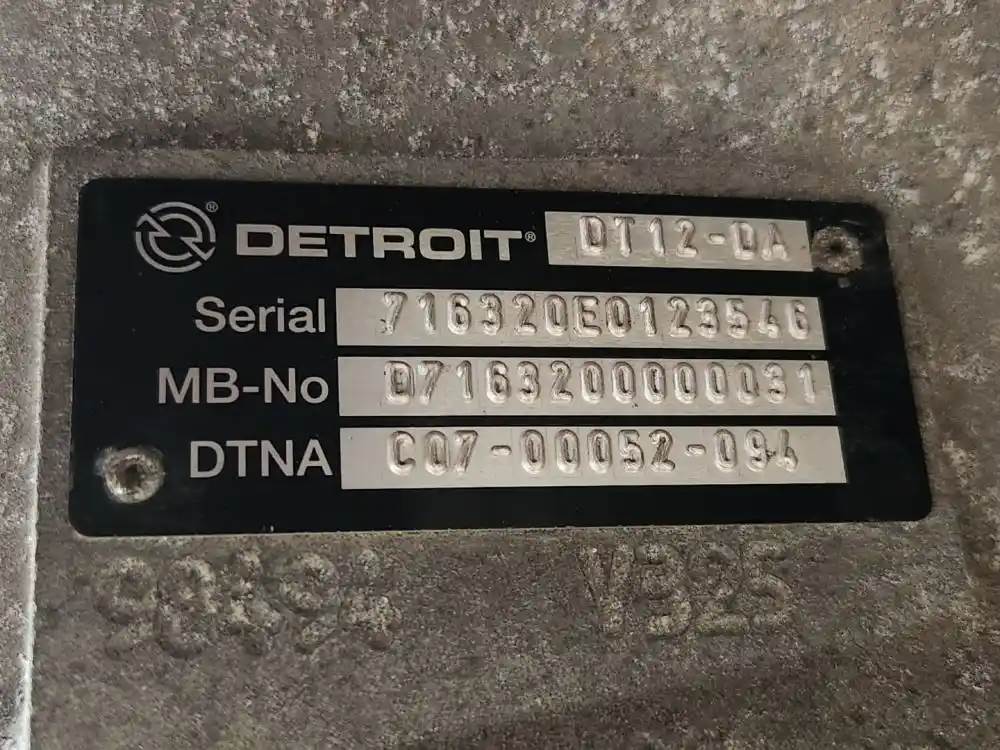 DETROIT® DT12-DA
Serial 716320E0123546
MB-No D716320000031
DTNA C07-00052-094
V325